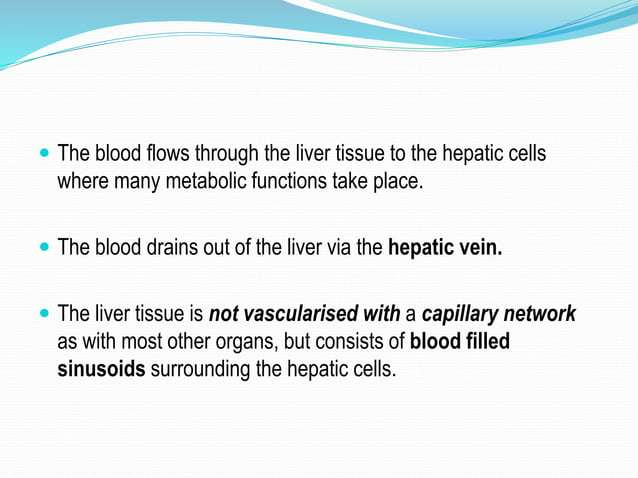 The blood flows through the liver tissue to the hepatic cells
where many metabolic functions take place.
The blood drains out of the liver via the hepatic vein.
The liver tissue is not vascularised with a capillary network
as with most other organs, but consists of blood filled
sinusoids surrounding the hepatic cells.